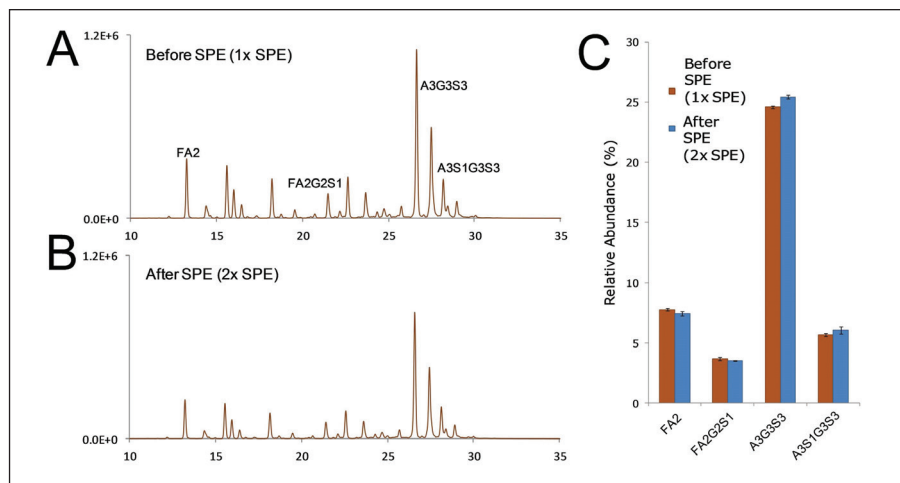 A
1.2E+6
Before SPE (1x SPE)
A3G3S3
FA2
FA2G2S1
A3S1G3S3
0.0E+0
10 15 20 25 30 35
B
1.2E+6
After SPE (2x SPE)
0.0E+0
10 15 20 25 30 35
C
Relative Abundance (%)
30
25
20
15
10
5
0
Before
SPE
(1x SPE)
After
SPE
(2x SPE)
FA2
FA2G2S1
A3G3S3
A3S1G3S3